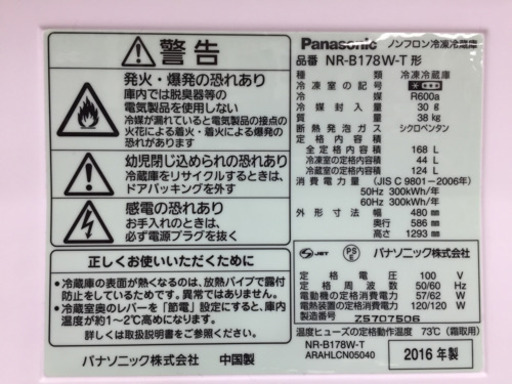 警告
発火・爆発の恐れあり
庫内では脱臭器等の
電気製品を使用しない
冷媒が漏れていると電気製品の接点の
火花による着火・着火による爆発の
恐れがあります
幼児閉じ込められの恐れあり
冷蔵庫をリサイクルするときは、
ドアパッキングを外す
感電の恐れあり
お手入れのときは、
必ず電源プラグを抜く
正しくお使いいただくために
●冷蔵庫の表面が熱くなるのは、放熱パイプで露付
防止をしているためです。異常ではありません。
●冷蔵室奥のレバーを「節電」設定にすると、庫内
温度が約1～2℃高めになります。
詳しくは取扱説明書をご覧ください。
パナソニック株式会社 中国製
Panasonic ノンフロン冷凍冷蔵庫
品番 NR-B178W-T 形
種類 冷凍冷蔵庫
冷凍室の記号
冷媒 R600a
冷媒封入量 30 g
質量 38 kg
断熱発泡ガス シクロペンタン
定格内容積
全定格内容積 168 L
冷凍室の定格内容積 44 L
冷蔵室の定格内容積 124 L
消費電力量 (JIS C 9801-2006年)
50Hz 300kWh/年
60Hz 300kWh/年
外形寸法 幅 480 mm
奥行 586 mm
高さ 1293 mm
JET PSE パナソニック株式会社
定格電圧 100 V
定格周波数 50/60 Hz
電動機の定格消費電力 57/62 W
電熱装置の定格消費電力 120/120 W
製造番号 Z5707506
温度ヒューズの定格動作温度 73℃ (霜取用)
NR-B178W-T
ARAHLCN05040
2016 年製